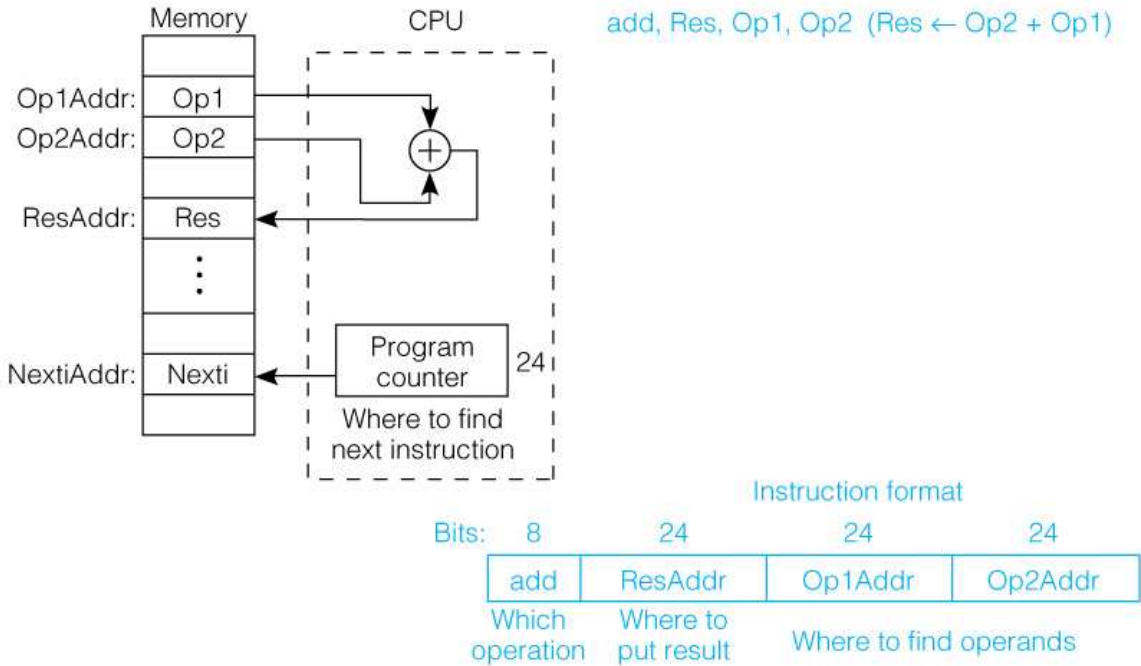 Memory
CPU
add, Res, Op1, Op2 (Res ← Op2 + Op1)
Op1Addr: Op1
Op2Addr: Op2
+
ResAddr: Res
NextiAddr: Nexti
Program
counter
24
Where to find
next instruction
Instruction format
Bits: 8 24 24 24
add ResAddr Op1Addr Op2Addr
Which
operation
Where to
put result
Where to find operands